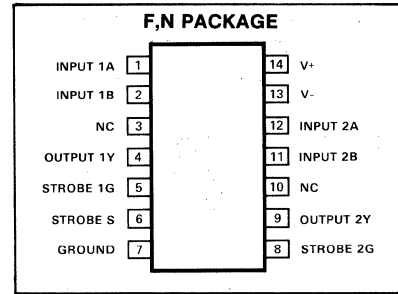 F,N PACKAGE
INPUT 1A 1 14 V+
INPUT 1B 2 13 V−
NC 3 12 INPUT 2A
OUTPUT 1Y 4 11 INPUT 2B
STROBE 1G 5 10 NC
STROBE S 6 9 OUTPUT 2Y
GROUND 7 8 STROBE 2G